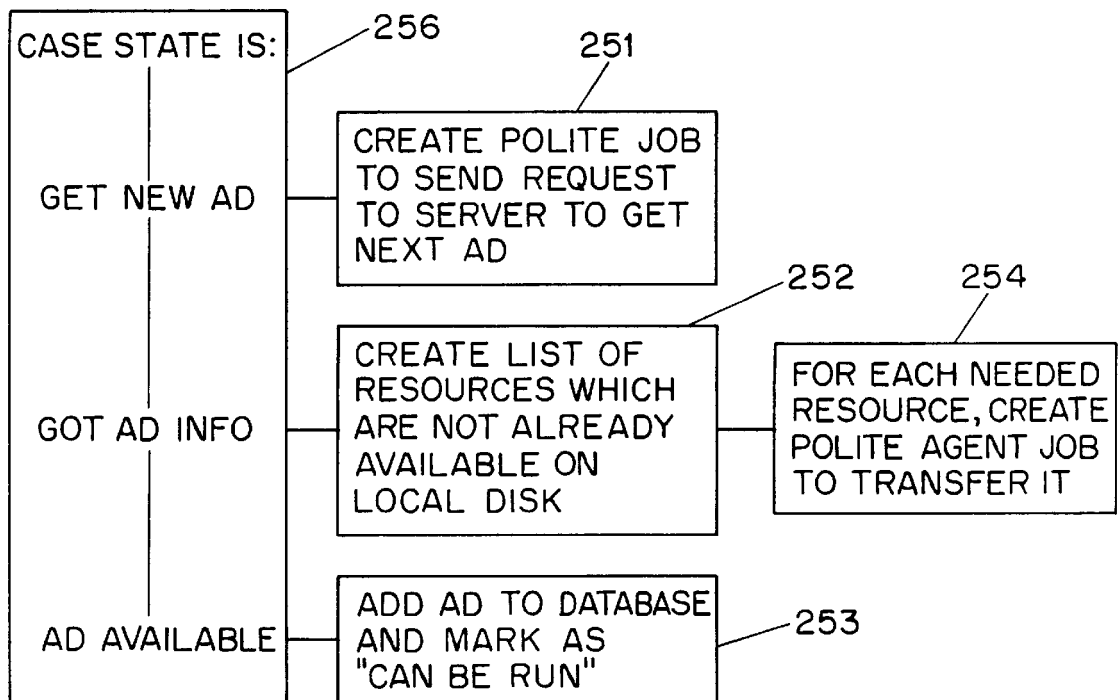 CASE STATE IS:
256
251
CREATE POLITE JOB
TO SEND REQUEST
TO SERVER TO GET
NEXT AD
GET NEW AD
252
254
CREATE LIST OF
RESOURCES WHICH
ARE NOT ALREADY
AVAILABLE ON
LOCAL DISK
FOR EACH NEEDED
RESOURCE, CREATE
POLITE AGENT JOB
TO TRANSFER IT
GOT AD INFO
ADD AD TO DATABASE
AND MARK AS
"CAN BE RUN"
253
AD AVAILABLE